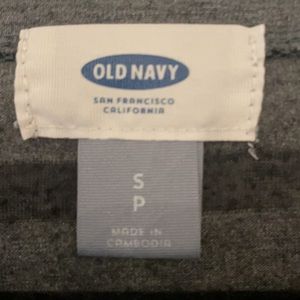 OLD NAVY
SAN FRANCISCO
CALIFORNIA
S
P
MADE IN
CAMBODIA